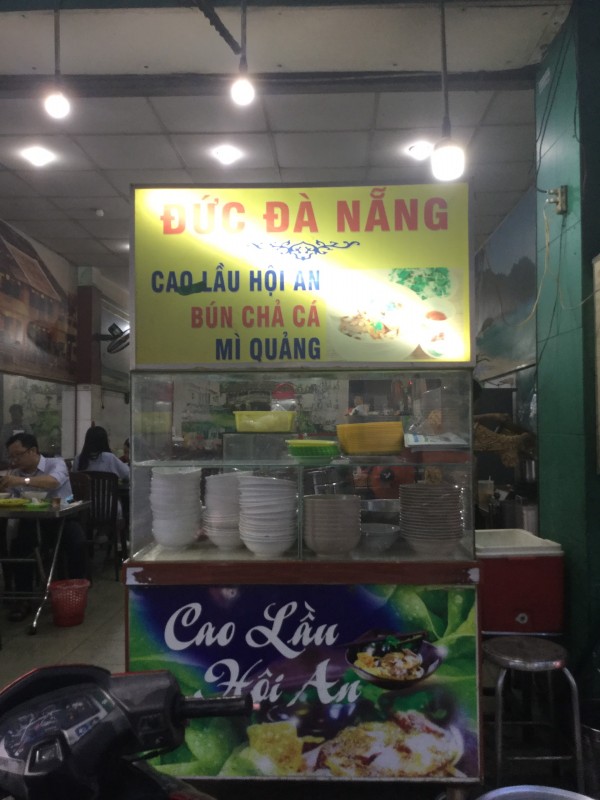 ĐỨC ĐÀ NẴNG
CAO LẦU HỘI AN
BÚN CHẢ CÁ
MÌ QUẢNG
Cao Lầu
Hội An